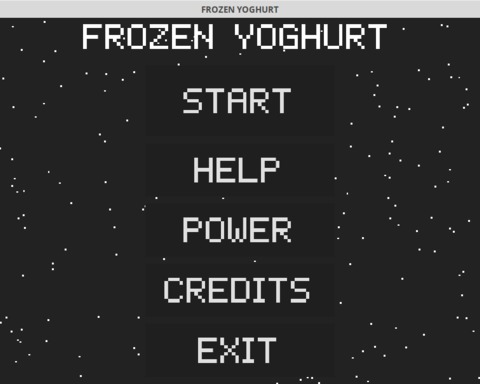 FROZEN YOGHURT
FROZEN YOGHURT
START
HELP
POWER
CREDITS
EXIT